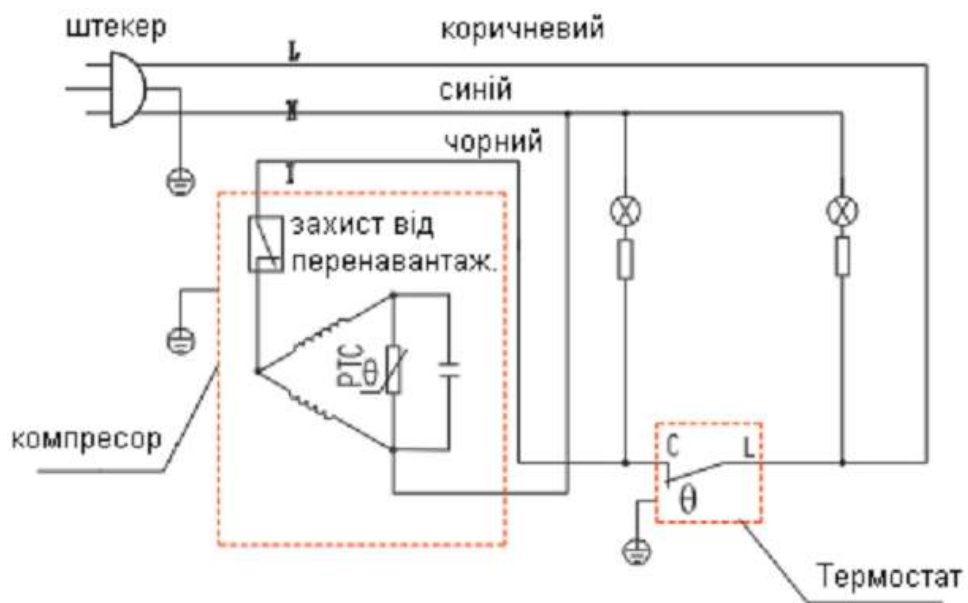 штекер
коричневий
L
синій
N
чорний
I
захист від
перенавантаж.
PTC
θ
компресор
C L
θ
Термостат